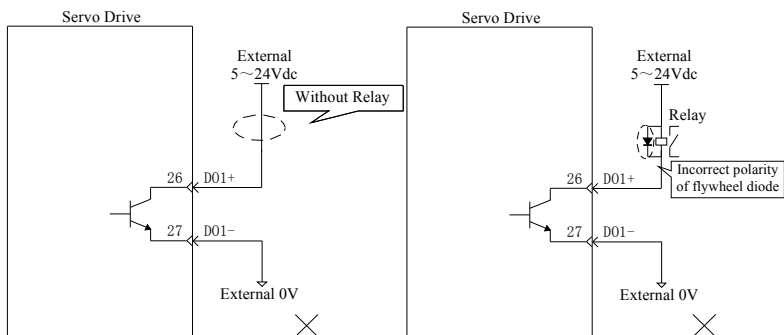 Servo Drive
External
5～24Vdc
Without Relay
26
DO1+
27
DO1-
External 0V
Servo Drive
External
5～24Vdc
Relay
Incorrect polarity
of flywheel diode
26
DO1+
27
DO1-
External 0V